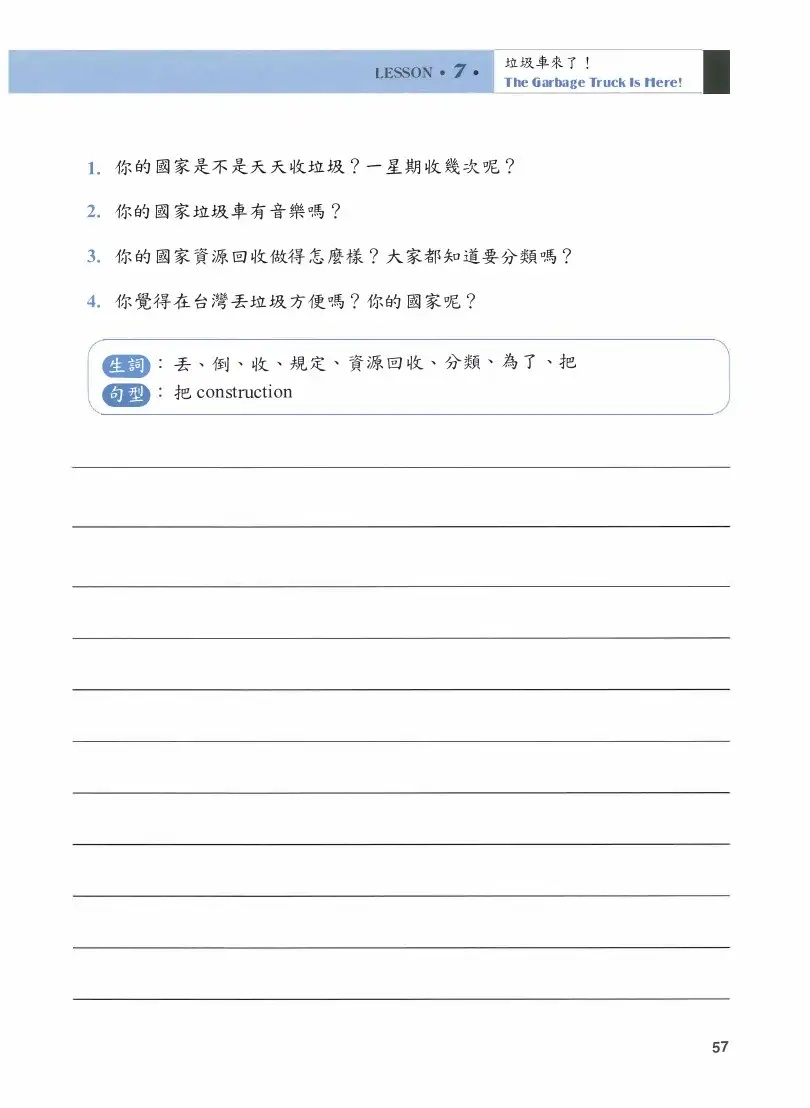 LESSON • 7 •
垃圾車來了！
The Garbage Truck Is Here!
1. 你的國家是不是天天收垃圾？一星期收幾次呢？
2. 你的國家垃圾車有音樂嗎？
3. 你的國家資源回收做得怎麼樣？大家都知道要分類嗎？
4. 你覺得在台灣丟垃圾方便嗎？你的國家呢？
生詞：丟、倒、收、規定、資源回收、分類、為了、把
句型：把 construction
57